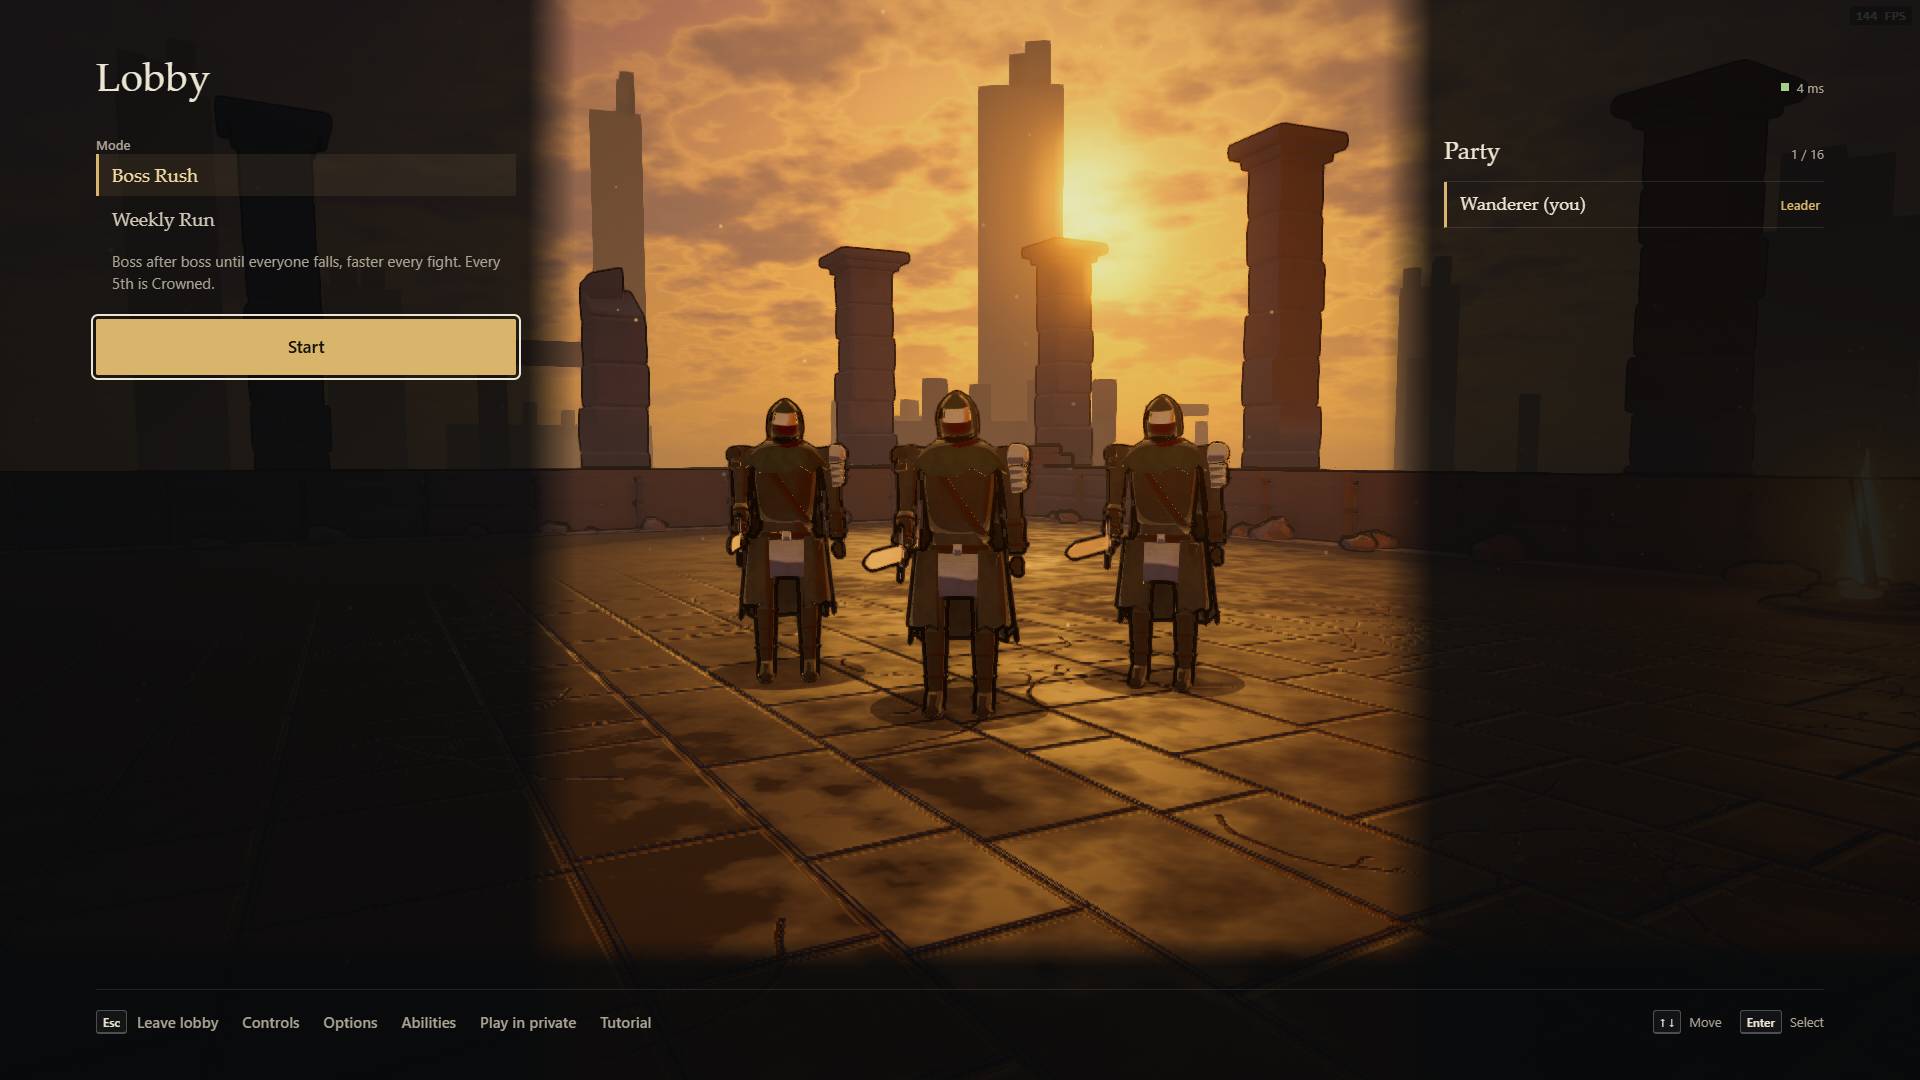 144 FPS
Lobby
4 ms
Mode
Boss Rush
Weekly Run
Boss after boss until everyone falls, faster every fight. Every
5th is Crowned.
Start
Party
1 / 16
Wanderer (you)
Leader
Esc Leave lobby Controls Options Abilities Play in private Tutorial
↑↓ Move Enter Select